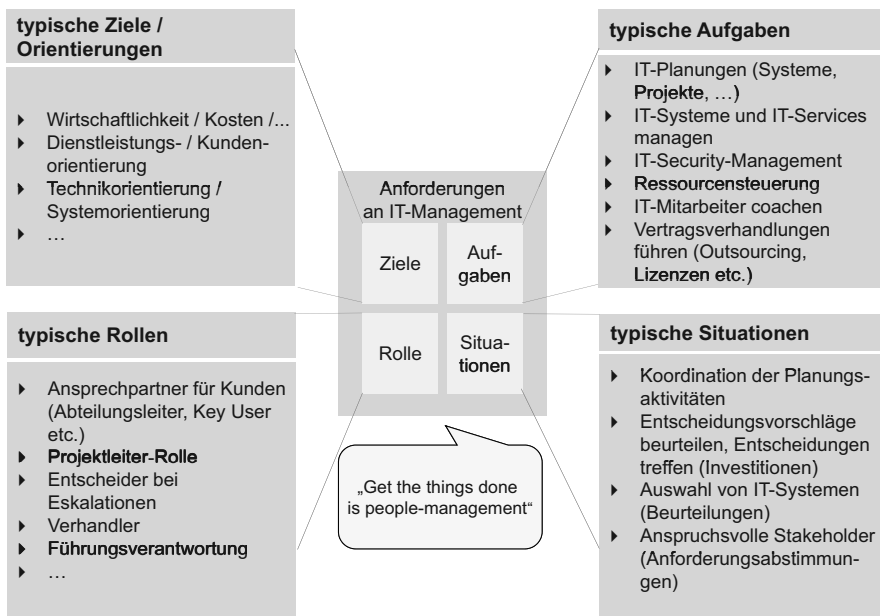 typische Ziele /
Orientierungen
Wirtschaftlichkeit / Kosten /...
Dienstleistungs- / Kunden-
orientierung
Technikorientierung /
Systemorientierung
…
typische Aufgaben
IT-Planungen (Systeme,
Projekte, …)
IT-Systeme und IT-Services
managen
IT-Security-Management
Ressourcensteuerung
IT-Mitarbeiter coachen
Vertragsverhandlungen
führen (Outsourcing,
Lizenzen etc.)
Anforderungen
an IT-Management
Ziele
Auf-
gaben
Rolle
Situa-
tionen
typische Rollen
Ansprechpartner für Kunden
(Abteilungsleiter, Key User
etc.)
Projektleiter-Rolle
Entscheider bei
Eskalationen
Verhandler
Führungsverantwortung
…
„Get the things done
is people-management“
typische Situationen
Koordination der Planungs-
aktivitäten
Entscheidungsvorschläge
beurteilen, Entscheidungen
treffen (Investitionen)
Auswahl von IT-Systemen
(Beurteilungen)
Anspruchsvolle Stakeholder
(Anforderungsabstimmun-
gen)